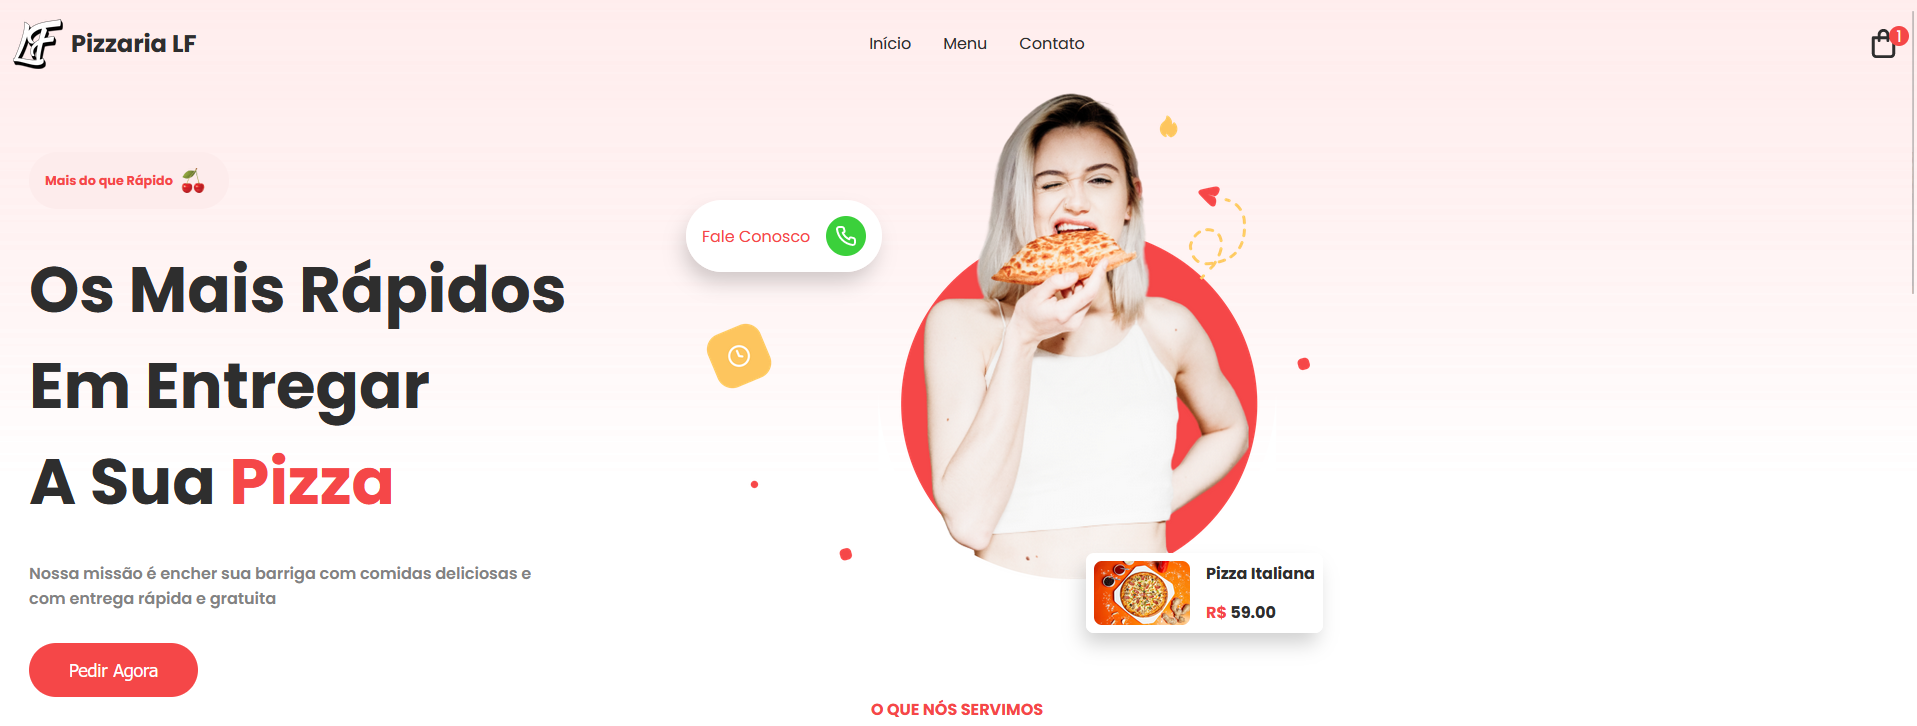 LF Pizzaria LF
Início Menu Contato
1
Mais do que Rápido
Fale Conosco
Os Mais Rápidos
Em Entregar
A Sua Pizza
Nossa missão é encher sua barriga com comidas deliciosas e
com entrega rápida e gratuita
Pedir Agora
Pizza Italiana
R$ 59.00
O QUE NÓS SERVIMOS